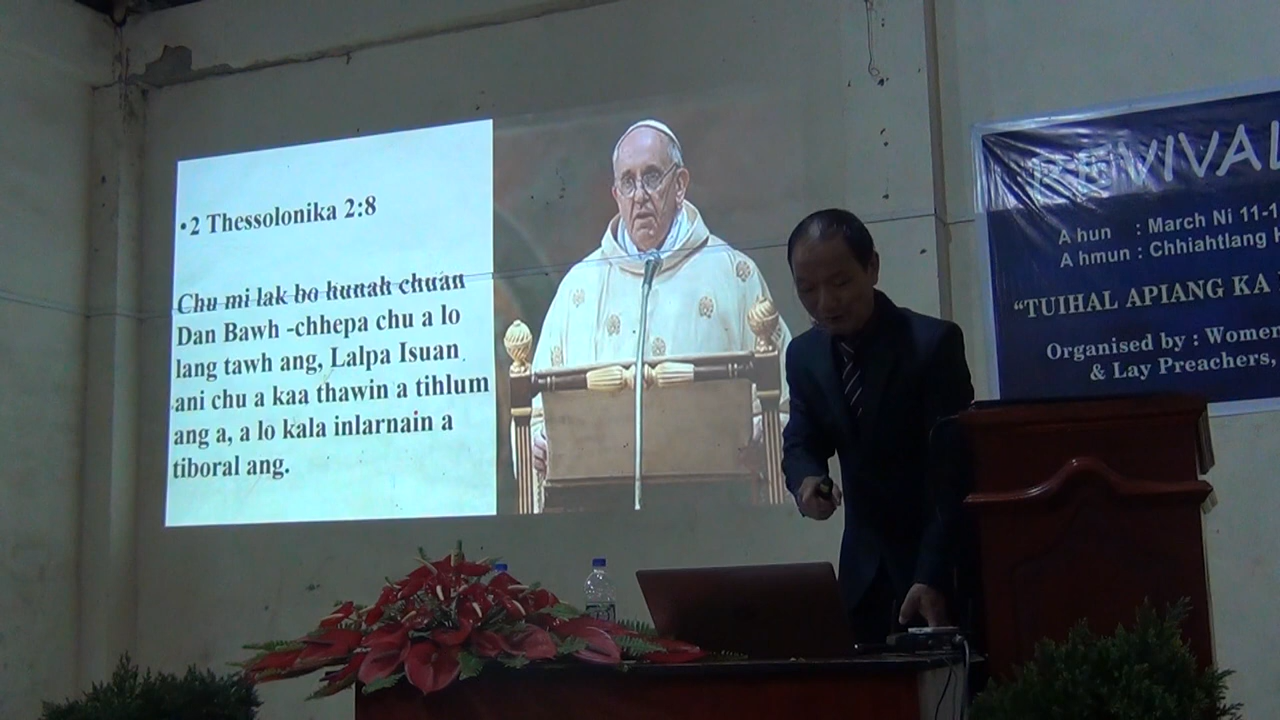 •2 Thessolonika 2:8
Chu mi lak bo hunah chuan
Dan Bawh -chhepa chu a lo
lang tawh ang, Lalpa Isuan
ani chu a kaa thawin a tihlum
ang a, a lo kala inlarnain a
tiboral ang.
REVIVAL
A hun : March Ni 11-1
A hmun : Chhiahtlang
"TUIHAL APIANG KA
Organised by : Women
& Lay Preachers,